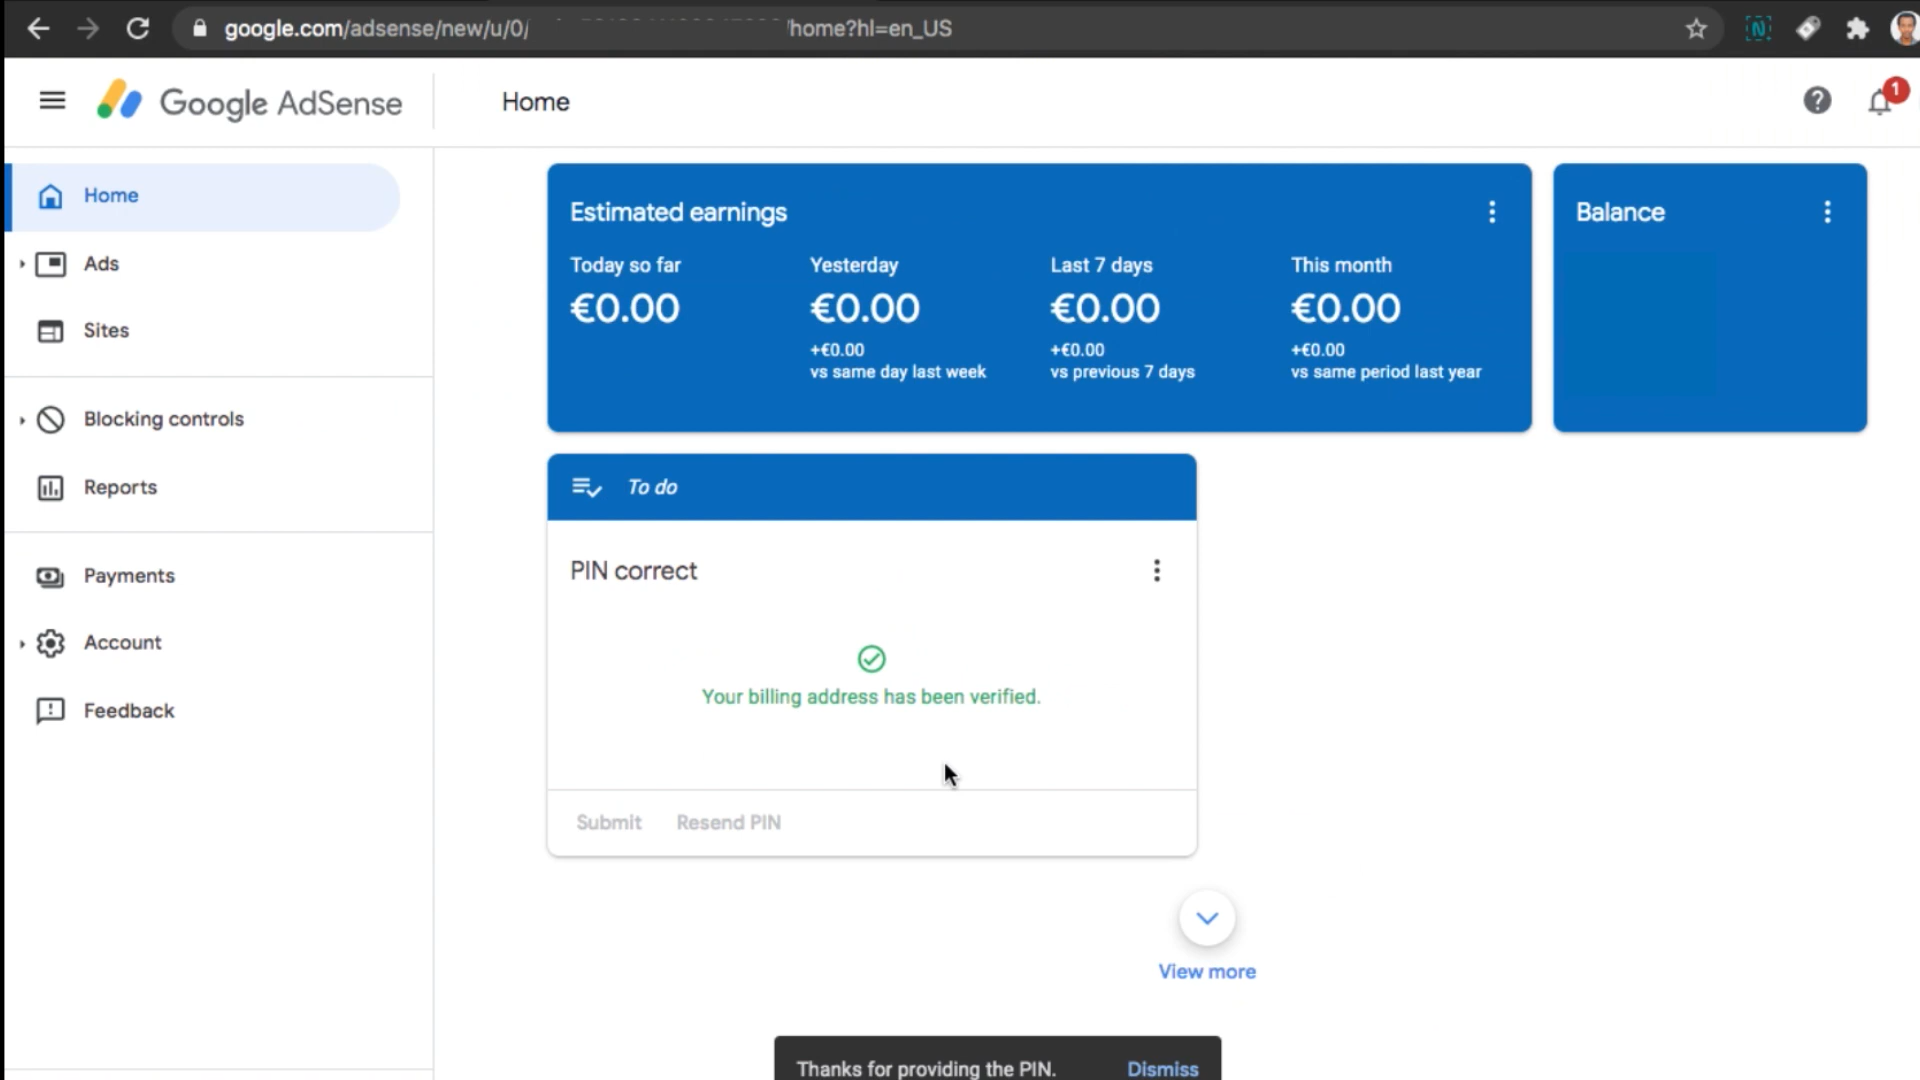 google.com/adsense/new/u/0/
/home?hl=en_US
Google AdSense
Home
1
Home
Ads
Sites
Blocking controls
Reports
Payments
Account
Feedback
Estimated earnings
Today so far
€0.00
Yesterday
€0.00
+€0.00
vs same day last week
Last 7 days
€0.00
+€0.00
vs previous 7 days
This month
€0.00
+€0.00
vs same period last year
Balance
To do
PIN correct
Your billing address has been verified.
Submit Resend PIN
View more
Thanks for providing the PIN. Dismiss